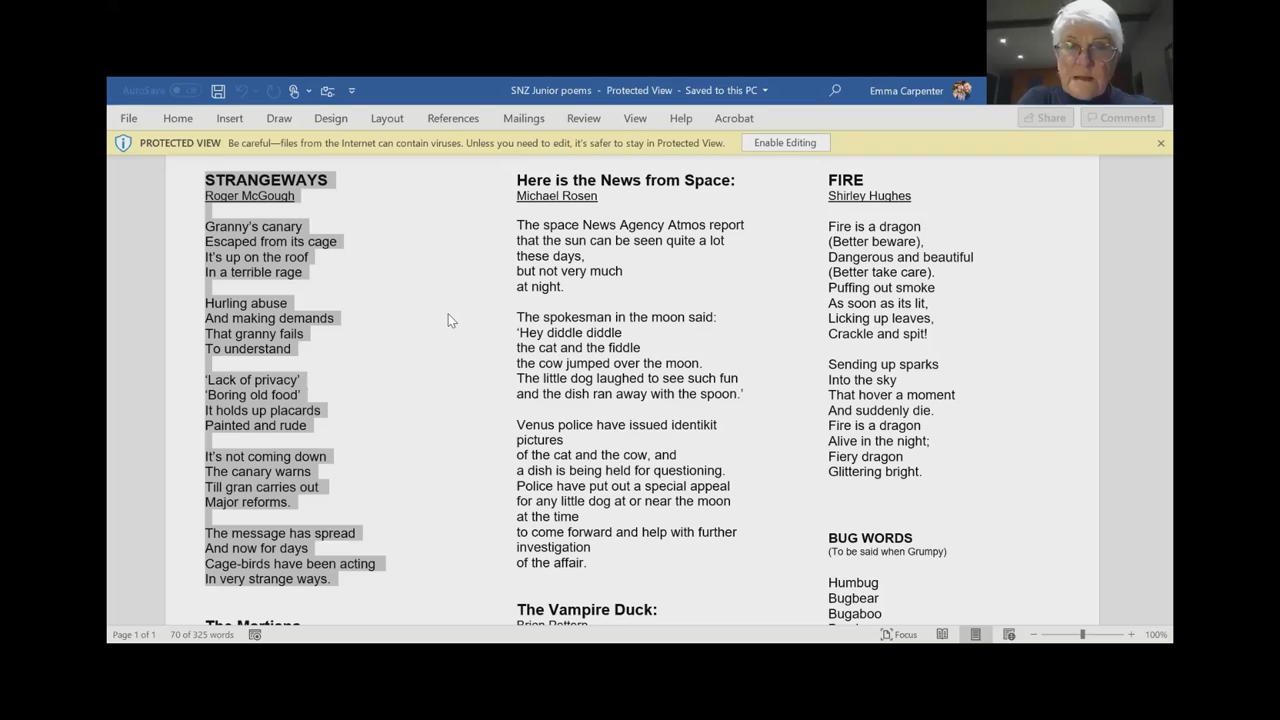 AutoSave
Off
SNZ Junior poems - Protected View - Saved to this PC
Emma Carpenter
File
Home
Insert
Draw
Design
Layout
References
Mailings
Review
View
Help
Acrobat
Share
Comments
PROTECTED VIEW Be careful—files from the Internet can contain viruses. Unless you need to edit, it's safer to stay in Protected View.
Enable Editing
STRANGEWAYS
Roger McGough
Granny's canary
Escaped from its cage
It's up on the roof
In a terrible rage
Hurling abuse
And making demands
That granny fails
To understand
'Lack of privacy'
'Boring old food'
It holds up placards
Painted and rude
It's not coming down
The canary warns
Till gran carries out
Major reforms.
The message has spread
And now for days
Cage-birds have been acting
In very strange ways.
The Martians
Here is the News from Space:
Michael Rosen
The space News Agency Atmos report
that the sun can be seen quite a lot
these days,
but not very much
at night.
The spokesman in the moon said:
'Hey diddle diddle
the cat and the fiddle
the cow jumped over the moon.
The little dog laughed to see such fun
and the dish ran away with the spoon.'
Venus police have issued identikit
pictures
of the cat and the cow, and
a dish is being held for questioning.
Police have put out a special appeal
for any little dog at or near the moon
at the time
to come forward and help with further
investigation
of the affair.
The Vampire Duck:
Brian Pattern
FIRE
Shirley Hughes
Fire is a dragon
(Better beware),
Dangerous and beautiful
(Better take care).
Puffing out smoke
As soon as its lit,
Licking up leaves,
Crackle and spit!
Sending up sparks
Into the sky
That hover a moment
And suddenly die.
Fire is a dragon
Alive in the night;
Fiery dragon
Glittering bright.
BUG WORDS
(To be said when Grumpy)
Humbug
Bugbear
Bugaboo
Page 1 of 1
70 of 325 words
Focus
100%